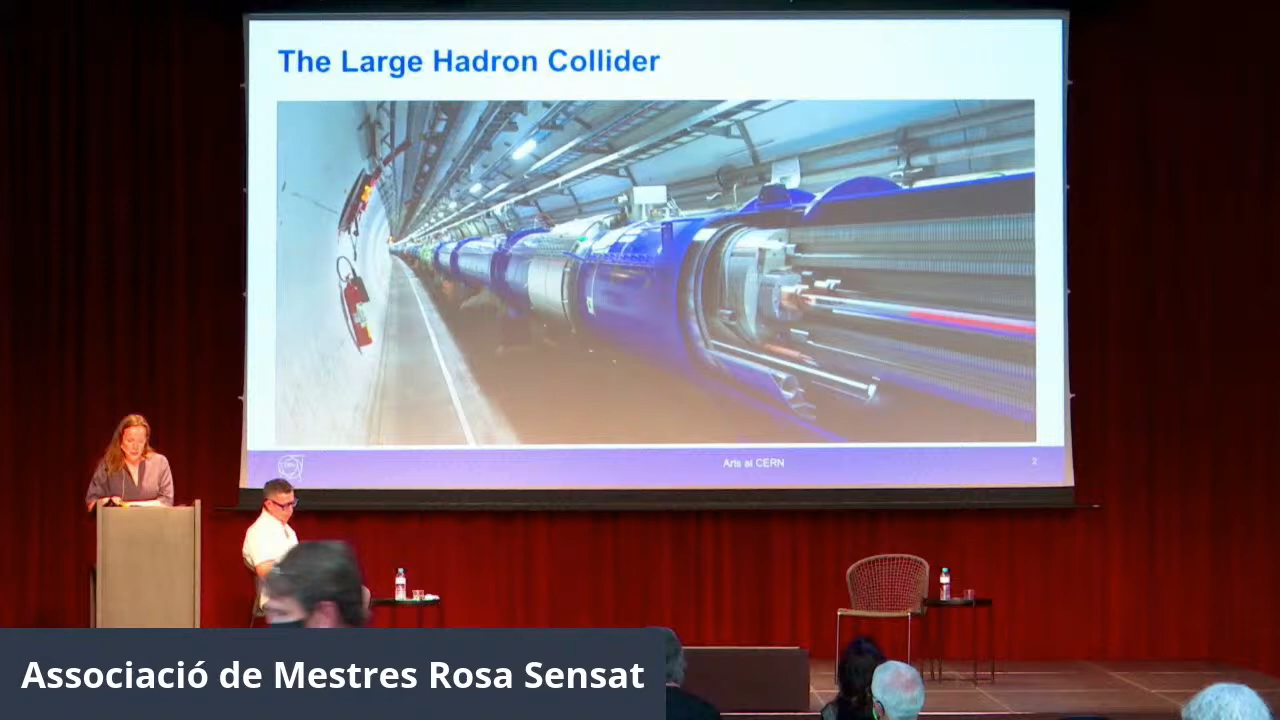 The Large Hadron Collider
Arts at CERN
2
Associació de Mestres Rosa Sensat